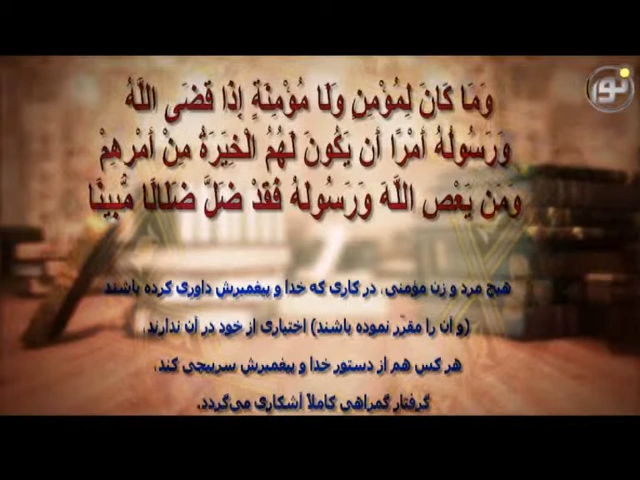 نور
وَمَا كَانَ لِمُؤْمِنٍ وَلَا مُؤْمِنَةٍ إِذَا قَضَى اللَّهُ
وَرَسُولُهُ أَمْرًا أَن يَكُونَ لَهُمُ الْخِيَرَةُ مِنْ أَمْرِهِمْ
وَمَن يَعْصِ اللَّهَ وَرَسُولَهُ فَقَدْ ضَلَّ ضَلَالًا مُّبِينًا
هیچ مرد و زن مؤمنی، در کاری که خدا و پیغمبرش داوری کرده باشند
(و آن را مقرّر نموده باشند) اختیاری از خود در آن ندارند،
هر کس هم از دستور خدا و پیغمبرش سرپیچی کند،
گرفتار گمراهی کاملاً آشکاری می‌گردد.